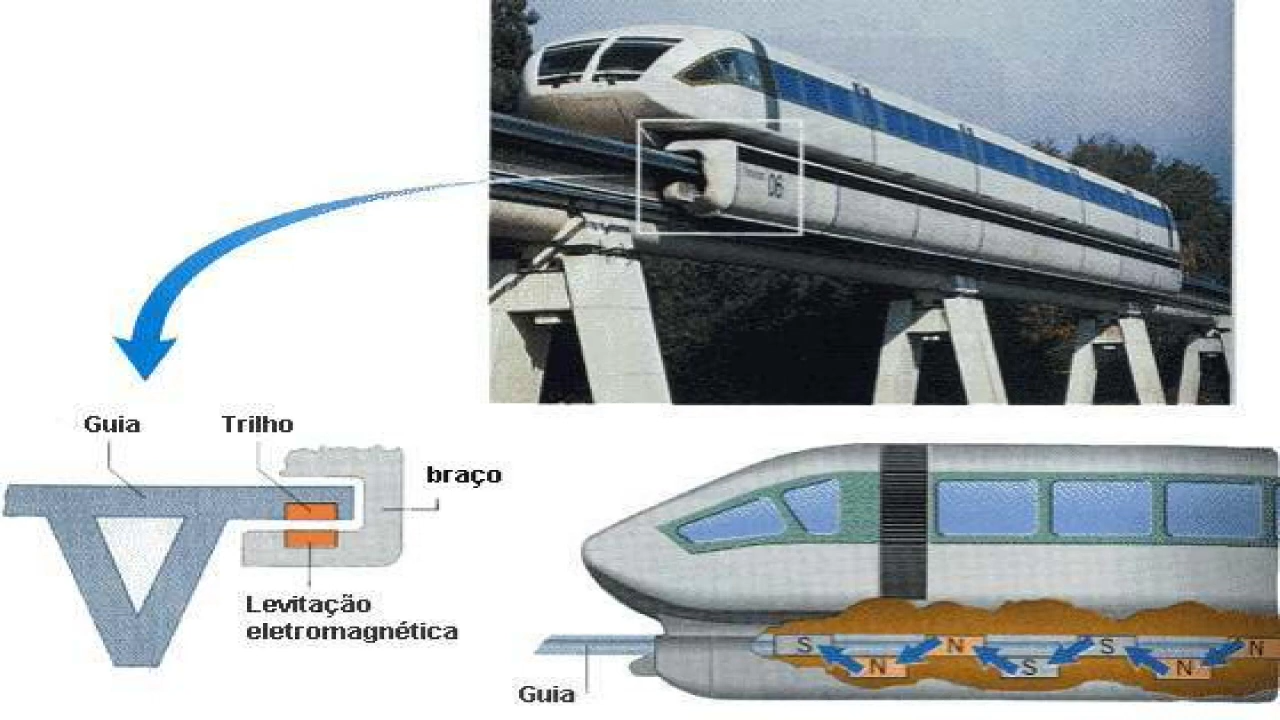 06
Guia
Trilho
braço
Levitação
eletromagnética
S
N
S
N
N
S
N
Guia